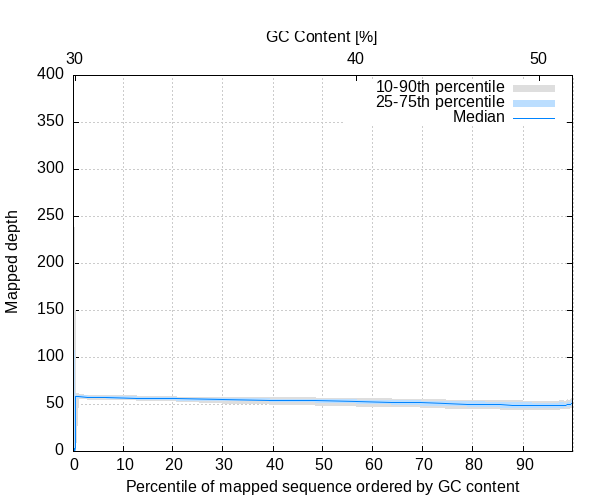 GC Content [%]
30 40 50
400
350
300
250
200
150
100
50
0
Mapped depth
10-90th percentile
25-75th percentile
Median
0 10 20 30 40 50 60 70 80 90
Percentile of mapped sequence ordered by GC content